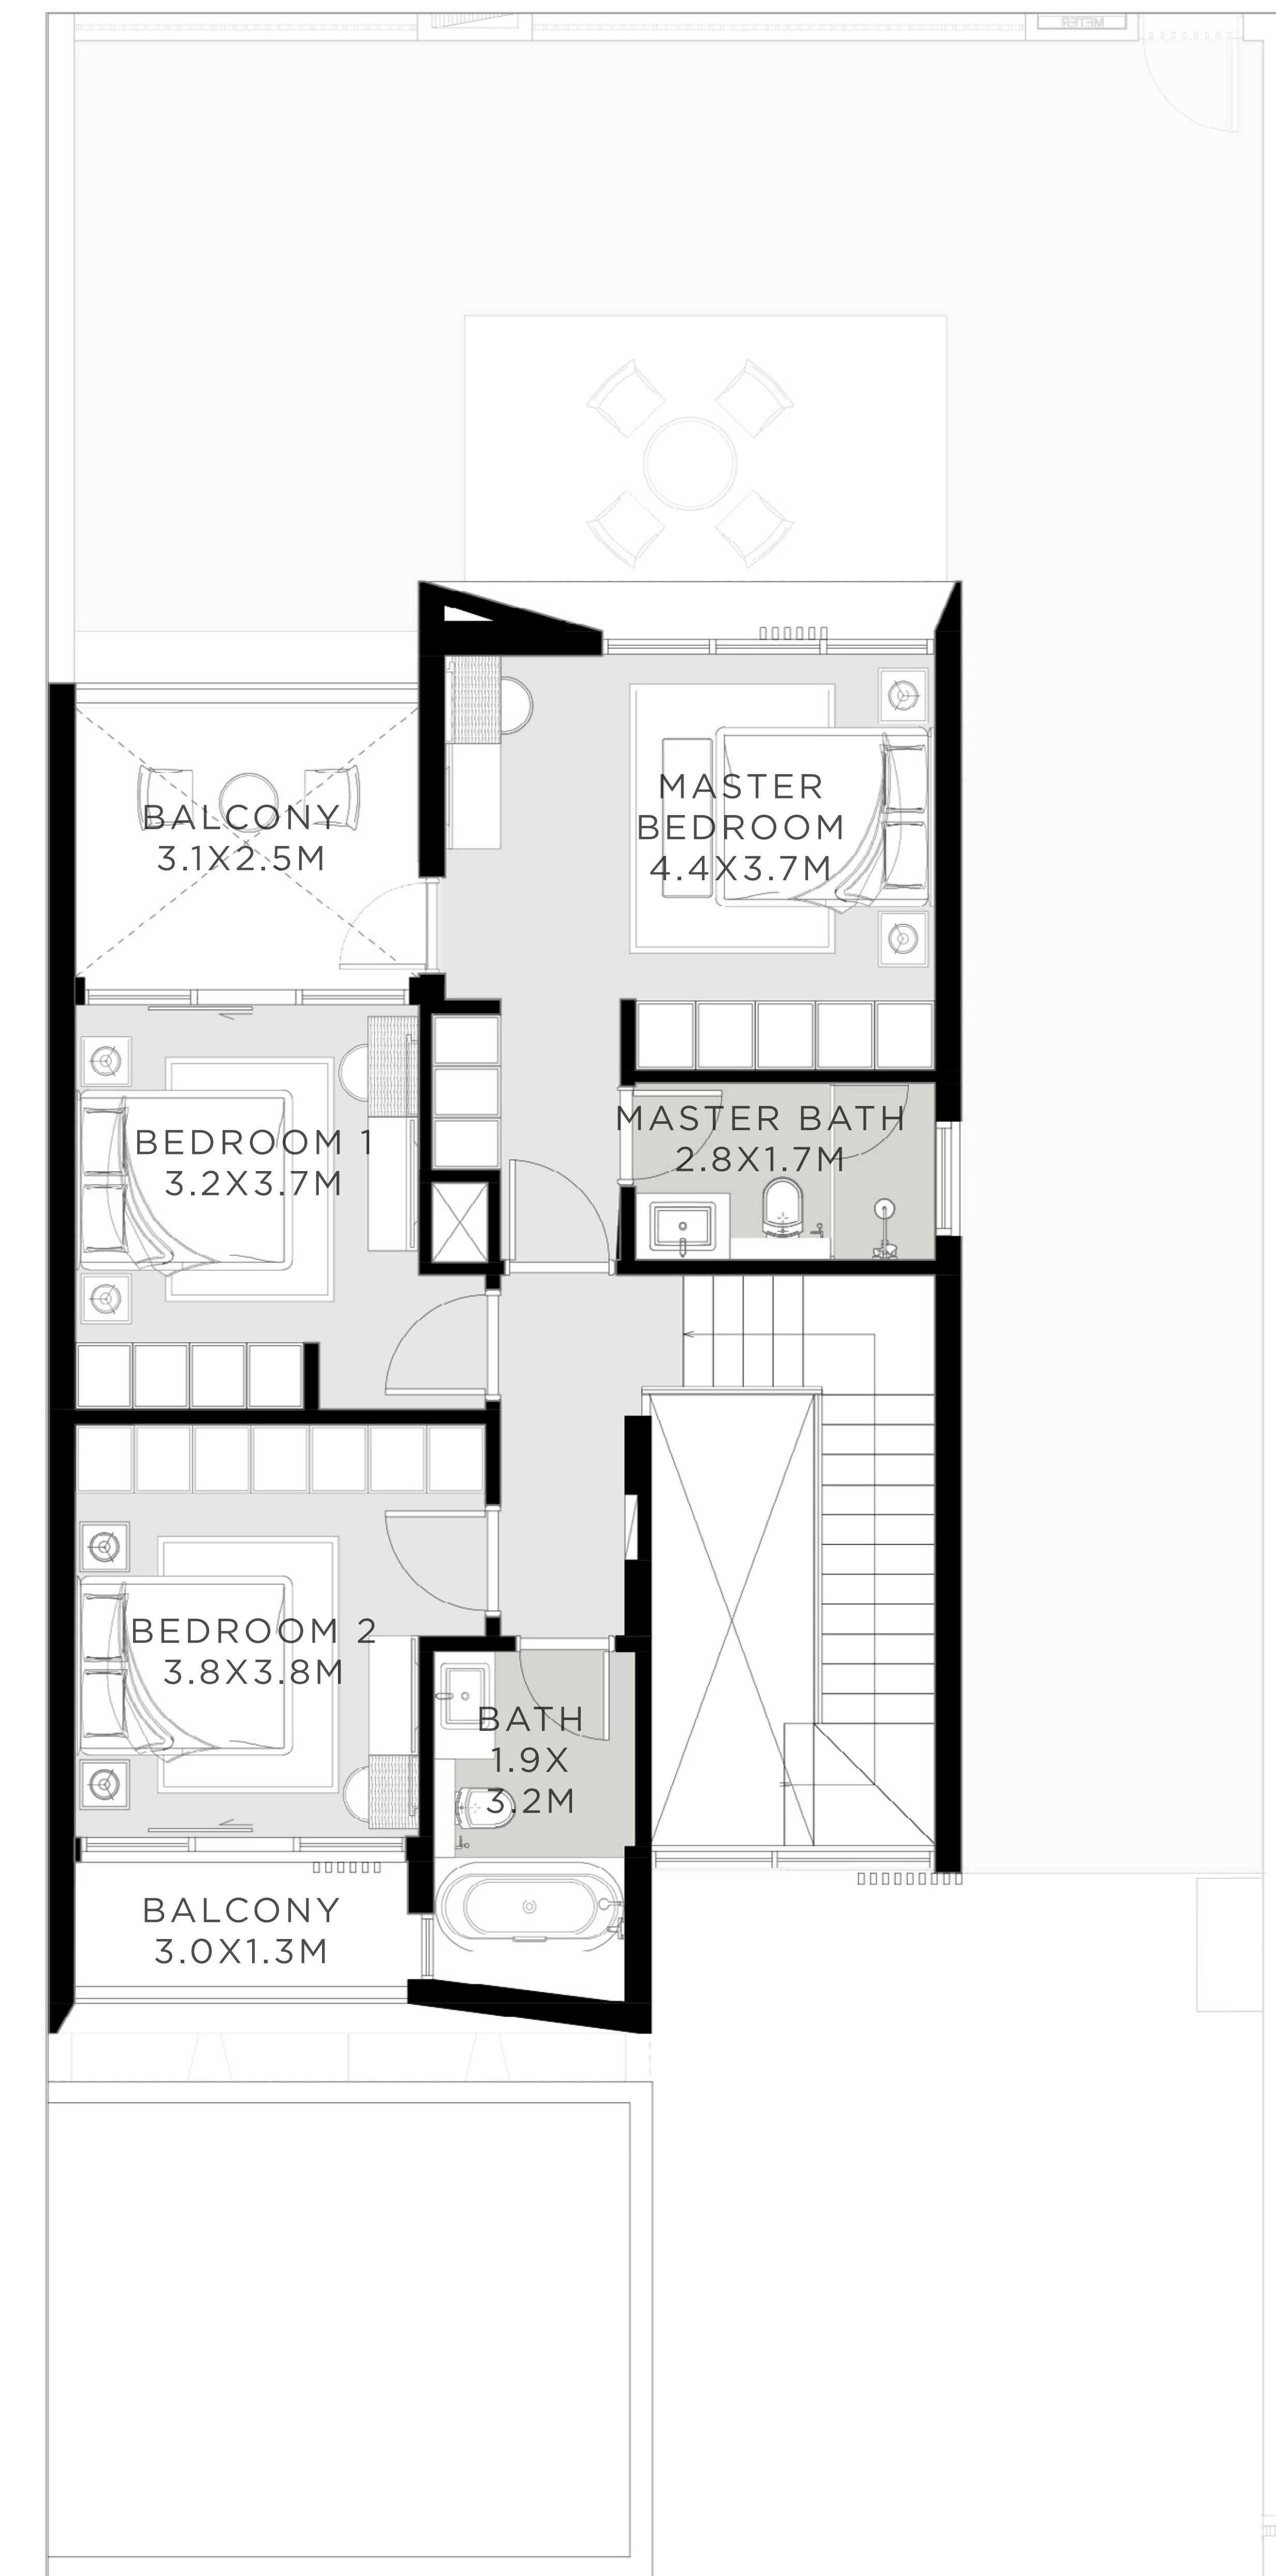 METER
MASTER
BEDROOM
4.4X3.7M
BALCONY
3.1X2.5M
MASTER BATH
2.8X1.7M
BEDROOM 1
3.2X3.7M
BEDROOM 2
3.8X3.8M
BATH
1.9X
3.2M
BALCONY
3.0X1.3M